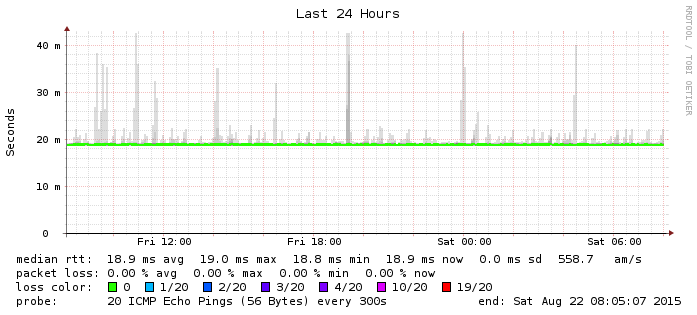 Last 24 Hours
RRDTOOL / TOBI OETIKER
Seconds
40 m
30 m
20 m
10 m
0
Fri 12:00 Fri 18:00 Sat 00:00 Sat 06:00
median rtt: 18.9 ms avg 19.0 ms max 18.8 ms min 18.9 ms now 0.0 ms sd 558.7 am/s
packet loss: 0.00 % avg 0.00 % max 0.00 % min 0.00 % now
loss color: 0 1/20 2/20 3/20 4/20 10/20 19/20
probe: 20 ICMP Echo Pings (56 Bytes) every 300s end: Sat Aug 22 08:05:07 2015